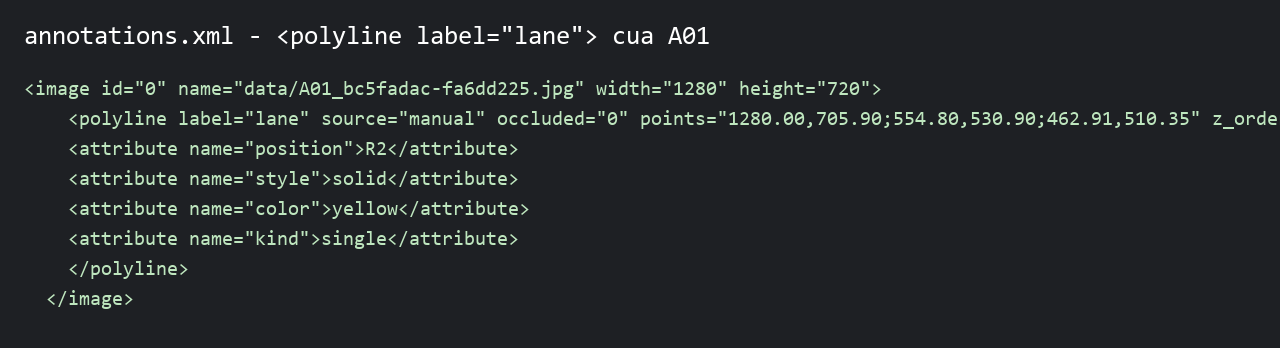 annotations.xml - <polyline label="lane"> cua A01
<image id="0" name="data/A01_bc5fadac-fa6dd225.jpg" width="1280" height="720">
<polyline label="lane" source="manual" occluded="0" points="1280.00,705.90;554.80,530.90;462.91,510.35" z_orde
<attribute name="position">R2</attribute>
<attribute name="style">solid</attribute>
<attribute name="color">yellow</attribute>
<attribute name="kind">single</attribute>
</polyline>
</image>